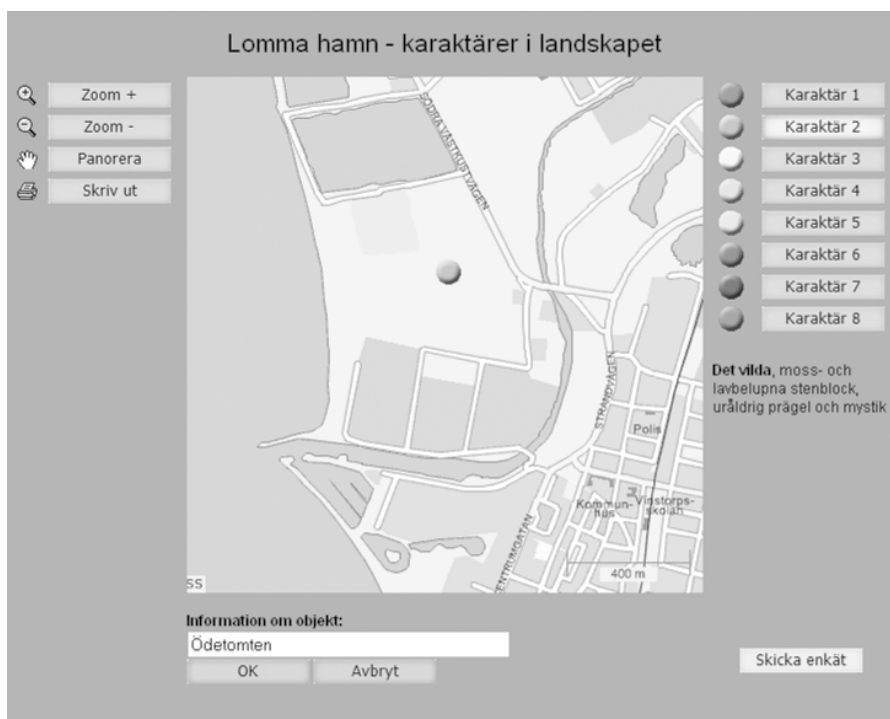 Lomma hamn - karaktärer i landskapet
Zoom +
Zoom -
Panorera
Skriv ut
SÖDRA VÄSTKUSTVÄGEN
STRANDVÄGEN
Polis
Kommun-
hus
Vinstorps-
skolan
CENTRUMGATAN
400 m
SS
Karaktär 1
Karaktär 2
Karaktär 3
Karaktär 4
Karaktär 5
Karaktär 6
Karaktär 7
Karaktär 8
Det vilda, moss- och
lavbelupna stenblock,
uråldrig prägel och mystik
Information om objekt:
Ödetomten
OK
Avbryt
Skicka enkät